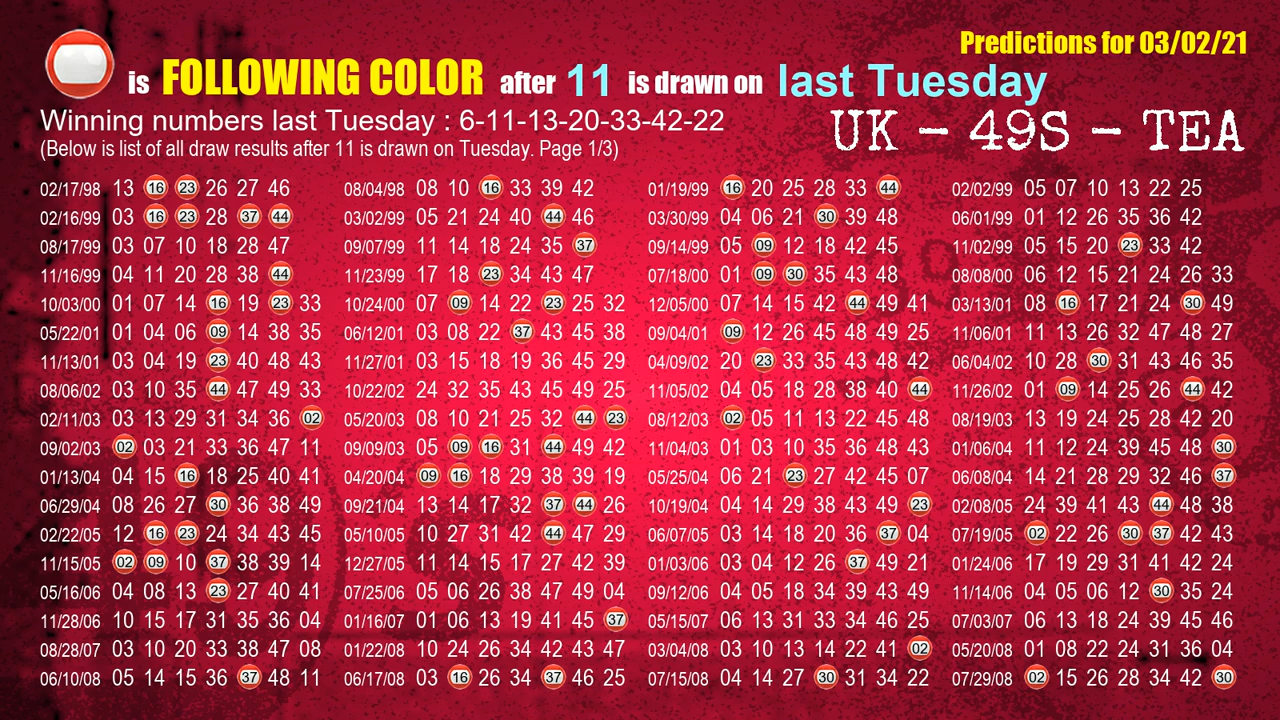 Predictions for 03/02/21
is FOLLOWING COLOR after 11 is drawn on last Tuesday
Winning numbers last Tuesday : 6-11-13-20-33-42-22
UK - 49S - TEA
(Below is list of all draw results after 11 is drawn on Tuesday. Page 1/3)
02/17/98 13 16 23 26 27 46 08/04/98 08 10 16 33 39 42 01/19/99 16 20 25 28 33 44 02/02/99 05 07 10 13 22 25
02/16/99 03 16 23 28 37 44 03/02/99 05 21 24 40 44 46 03/30/99 04 06 21 30 39 48 06/01/99 01 12 26 35 36 42
08/17/99 03 07 10 18 28 47 09/07/99 11 14 18 24 35 37 09/14/99 05 09 12 18 42 45 11/02/99 05 15 20 23 33 42
11/16/99 04 11 20 28 38 44 11/23/99 17 18 23 34 43 47 07/18/00 01 09 30 35 43 48 08/08/00 06 12 15 21 24 26 33
10/03/00 01 07 14 16 19 23 33 10/24/00 07 09 14 22 23 25 32 12/05/00 07 14 15 42 44 49 41 03/13/01 08 16 17 21 24 30 49
05/22/01 01 04 06 09 14 38 35 06/12/01 03 08 22 37 43 45 38 09/04/01 09 12 26 45 48 49 25 11/06/01 11 13 26 32 47 48 27
11/13/01 03 04 19 23 40 48 43 11/27/01 03 15 18 19 36 45 29 04/09/02 20 23 33 35 43 48 42 06/04/02 10 28 30 31 43 46 35
08/06/02 03 10 35 44 47 49 33 10/22/02 24 32 35 43 45 49 25 11/05/02 04 05 18 28 38 40 44 11/26/02 01 09 14 25 26 44 42
02/11/03 03 13 29 31 34 36 02 05/20/03 08 10 21 25 32 44 23 08/12/03 02 05 11 13 22 45 48 08/19/03 13 19 24 25 28 42 20
09/02/03 02 03 21 33 36 47 11 09/09/03 05 09 16 31 44 49 42 11/04/03 01 03 10 35 36 48 43 01/06/04 11 12 24 39 45 48 30
01/13/04 04 15 16 18 25 40 41 04/20/04 09 16 18 29 38 39 19 05/25/04 06 21 23 27 42 45 07 06/08/04 14 21 28 29 32 46 37
06/29/04 08 26 27 30 36 38 49 09/21/04 13 14 17 32 37 44 26 10/19/04 04 14 29 38 43 49 23 02/08/05 24 39 41 43 44 48 38
02/22/05 12 16 23 24 34 43 45 05/10/05 10 27 31 42 44 47 29 06/07/05 03 14 18 20 36 37 04 07/19/05 02 22 26 30 37 42 43
11/15/05 02 09 10 37 38 39 14 12/27/05 11 14 15 17 27 42 39 01/03/06 03 12 26 33 37 49 21 01/24/06 17 19 29 31 41 42 24
05/16/06 04 08 13 23 27 40 41 07/25/06 05 06 26 38 47 49 04 09/12/06 04 05 18 34 39 43 49 11/14/06 04 05 06 12 30 35 24
11/28/06 10 15 17 31 35 36 04 01/16/07 01 06 13 19 41 45 37 05/15/07 06 13 31 33 34 46 25 07/03/07 06 13 18 24 39 45 46
08/28/07 03 10 20 33 38 47 08 01/22/08 10 24 26 34 42 43 47 03/04/08 03 10 13 14 22 41 02 05/20/08 01 08 22 24 31 36 04
06/10/08 05 14 15 36 37 48 11 06/17/08 03 16 26 34 37 46 25 07/15/08 04 14 27 30 31 34 22 07/29/08 02 15 26 28 34 42 30